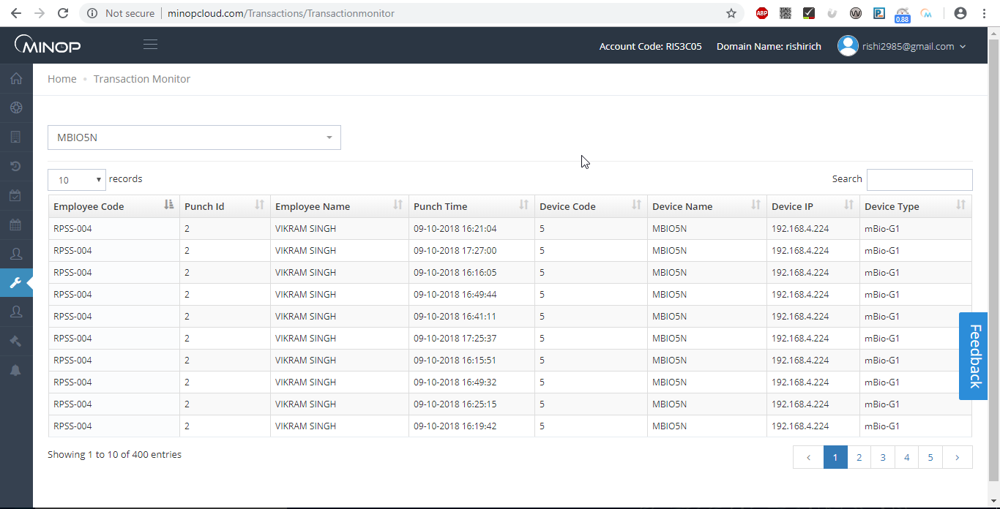 Not secure | minopcloud.com/Transactions/Transactionmonitor
ABP
W
P
0.88
MINOP
Account Code: RIS3C05 Domain Name: rishirich rishi2985@gmail.com
Home • Transaction Monitor
MBIO5N
10 records Search
Employee Code Punch Id Employee Name Punch Time Device Code Device Name Device IP Device Type
RPSS-004 2 VIKRAM SINGH 09-10-2018 16:21:04 5 MBIO5N 192.168.4.224 mBio-G1
RPSS-004 2 VIKRAM SINGH 09-10-2018 17:27:00 5 MBIO5N 192.168.4.224 mBio-G1
RPSS-004 2 VIKRAM SINGH 09-10-2018 16:16:05 5 MBIO5N 192.168.4.224 mBio-G1
RPSS-004 2 VIKRAM SINGH 09-10-2018 16:49:44 5 MBIO5N 192.168.4.224 mBio-G1
RPSS-004 2 VIKRAM SINGH 09-10-2018 16:41:11 5 MBIO5N 192.168.4.224 mBio-G1
RPSS-004 2 VIKRAM SINGH 09-10-2018 17:25:37 5 MBIO5N 192.168.4.224 mBio-G1
RPSS-004 2 VIKRAM SINGH 09-10-2018 16:15:51 5 MBIO5N 192.168.4.224 mBio-G1
RPSS-004 2 VIKRAM SINGH 09-10-2018 16:49:32 5 MBIO5N 192.168.4.224 mBio-G1
RPSS-004 2 VIKRAM SINGH 09-10-2018 16:25:15 5 MBIO5N 192.168.4.224 mBio-G1
RPSS-004 2 VIKRAM SINGH 09-10-2018 16:19:42 5 MBIO5N 192.168.4.224 mBio-G1
Feedback
Showing 1 to 10 of 400 entries
‹ 1 2 3 4 5 ›